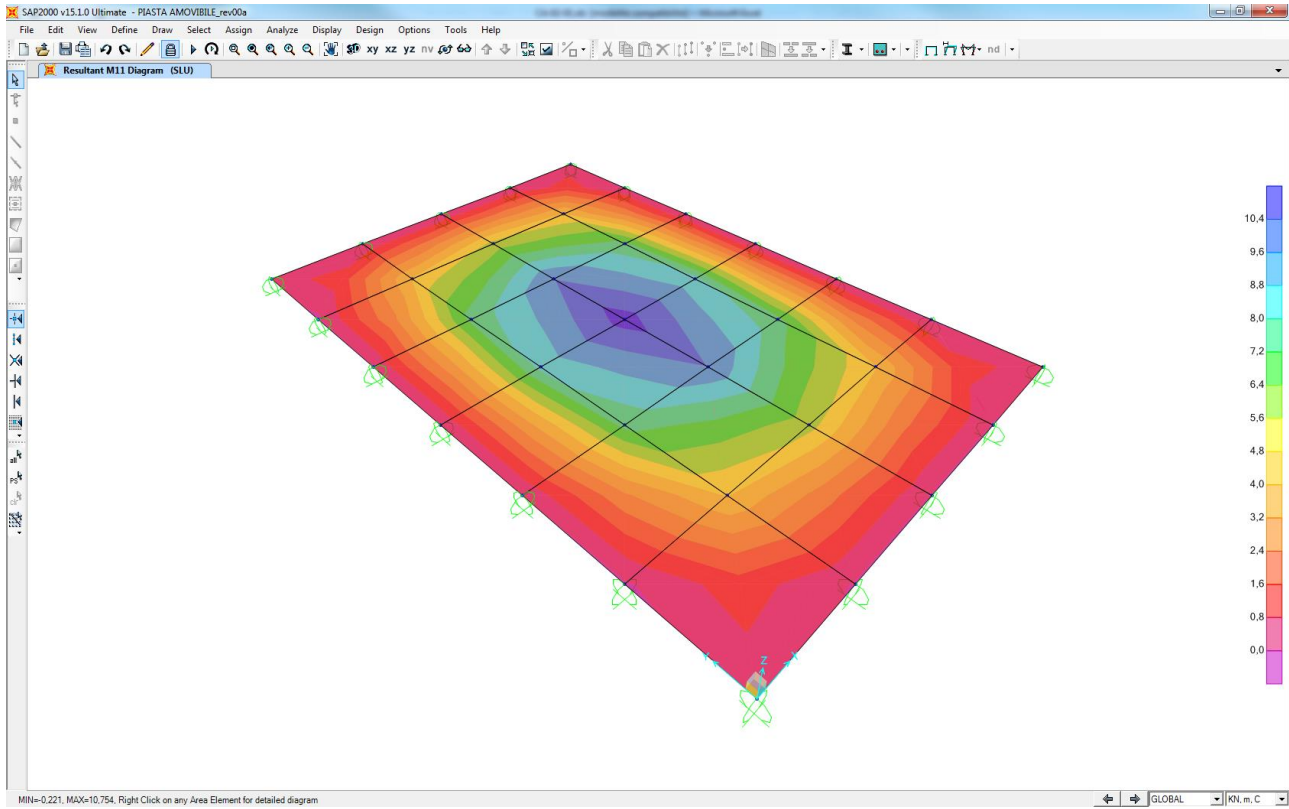 SAP2000 v15.1.0 Ultimate - PIASTA AMOVIBILE_rev00a
File Edit View Define Draw Select Assign Analyze Display Design Options Tools Help
xy xz yz nv nd
Resultant M11 Diagram (SLU)
all
PS
clr
10,4
9,6
8,8
8,0
7,2
6,4
5,6
4,8
4,0
3,2
2,4
1,6
0,8
0,0
Y Z X
MIN=-0,221, MAX=10,754, Right Click on any Area Element for detailed diagram
GLOBAL
KN, m, C